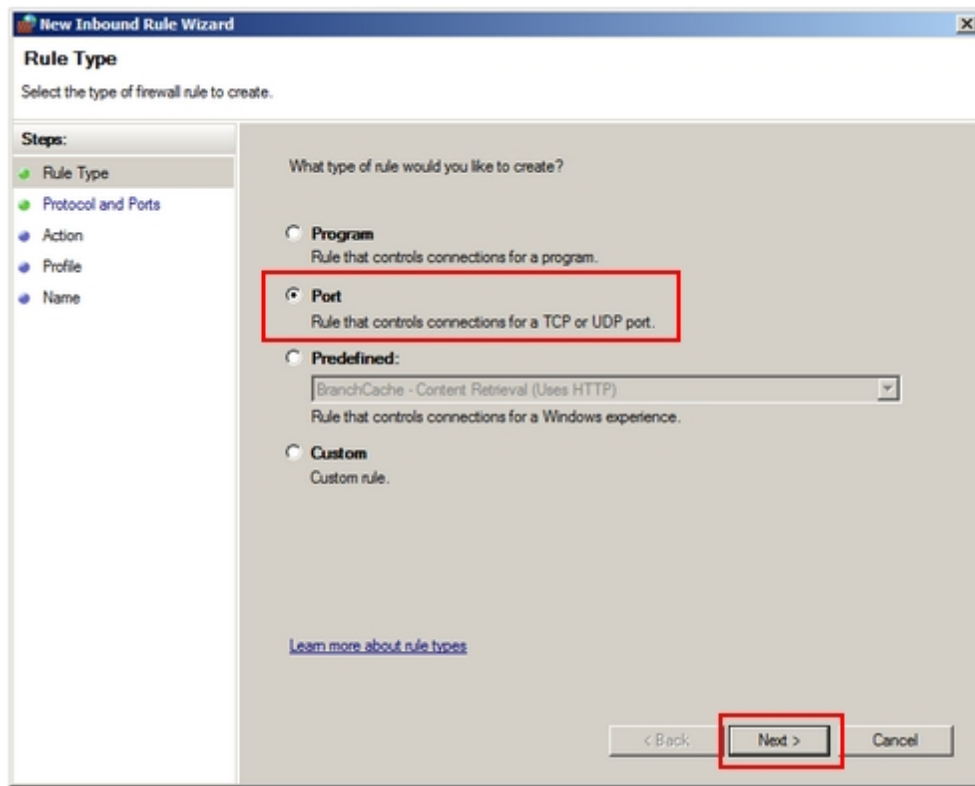 New Inbound Rule Wizard
Rule Type
Select the type of firewall rule to create.
Steps:
Rule Type
Protocol and Ports
Action
Profile
Name
What type of rule would you like to create?
Program
Rule that controls connections for a program.
Port
Rule that controls connections for a TCP or UDP port.
Predefined:
BranchCache - Content Retrieval (Uses HTTP)
Rule that controls connections for a Windows experience.
Custom
Custom rule.
Learn more about rule types
< Back
Next >
Cancel